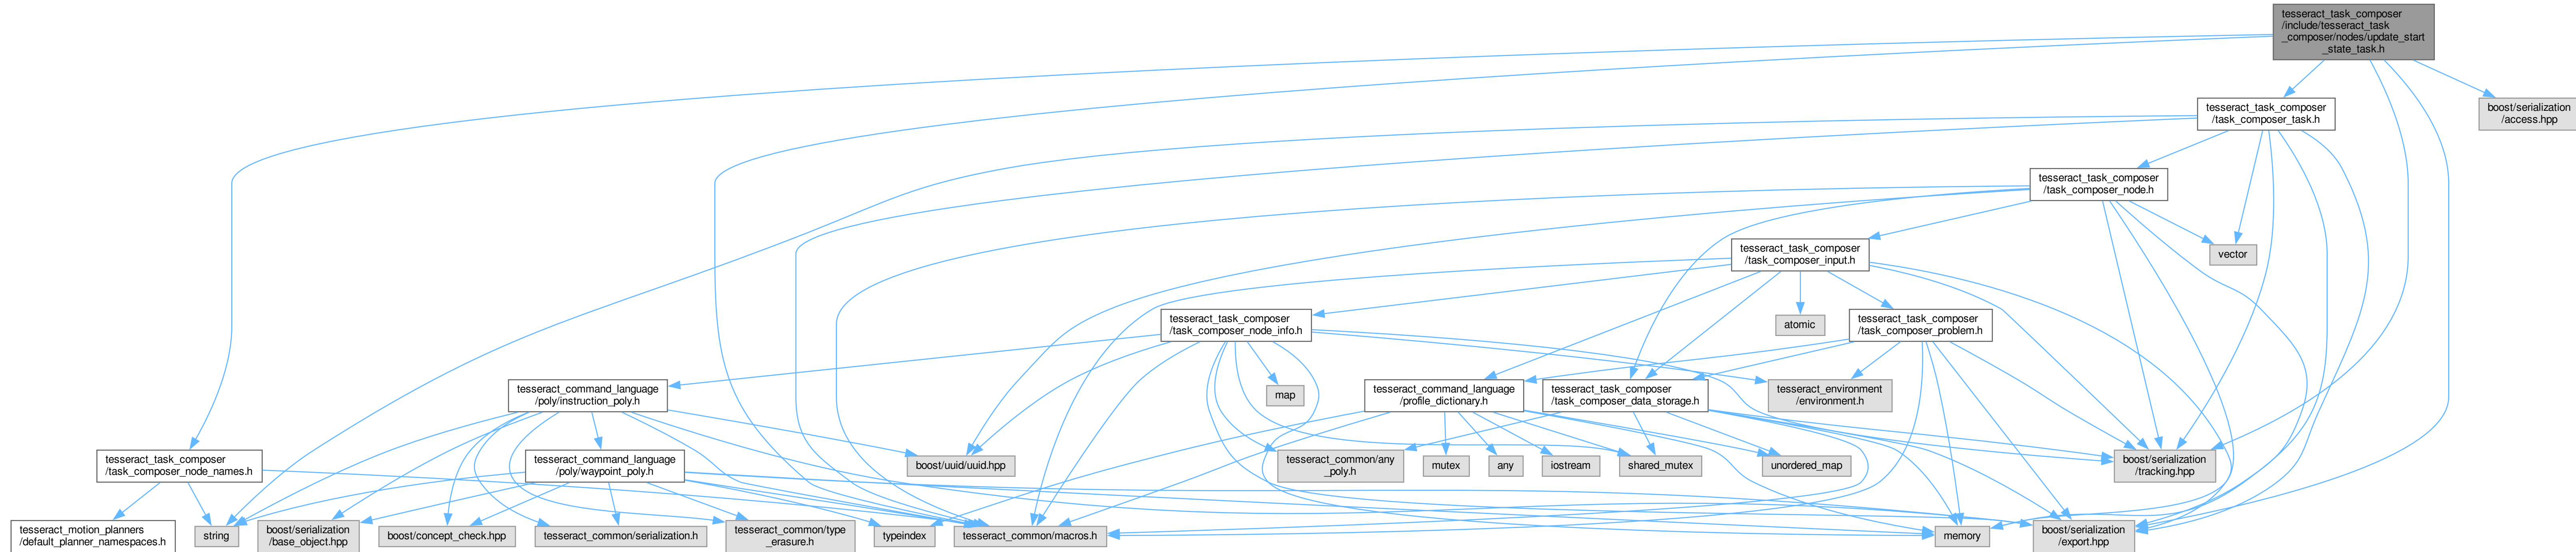 tesseract_task_composer
/include/tesseract_task
_composer/nodes/update_start
_state_task.h
tesseract_task_composer
/task_composer_task.h
boost/serialization
/access.hpp
tesseract_task_composer
/task_composer_node.h
tesseract_task_composer
/task_composer_input.h
vector
tesseract_task_composer
/task_composer_node_info.h
atomic
tesseract_task_composer
/task_composer_problem.h
tesseract_command_language
/poly/instruction_poly.h
map
tesseract_command_language
/profile_dictionary.h
tesseract_task_composer
/task_composer_data_storage.h
tesseract_environment
/environment.h
tesseract_task_composer
/task_composer_node_names.h
tesseract_command_language
/poly/waypoint_poly.h
boost/uuid/uuid.hpp
tesseract_common/any
_poly.h
mutex
any
iostream
shared_mutex
unordered_map
boost/serialization
/tracking.hpp
tesseract_motion_planners
/default_planner_namespaces.h
string
boost/serialization
/base_object.hpp
boost/concept_check.hpp
tesseract_common/serialization.h
tesseract_common/type
_erasure.h
typeindex
tesseract_common/macros.h
memory
boost/serialization
/export.hpp